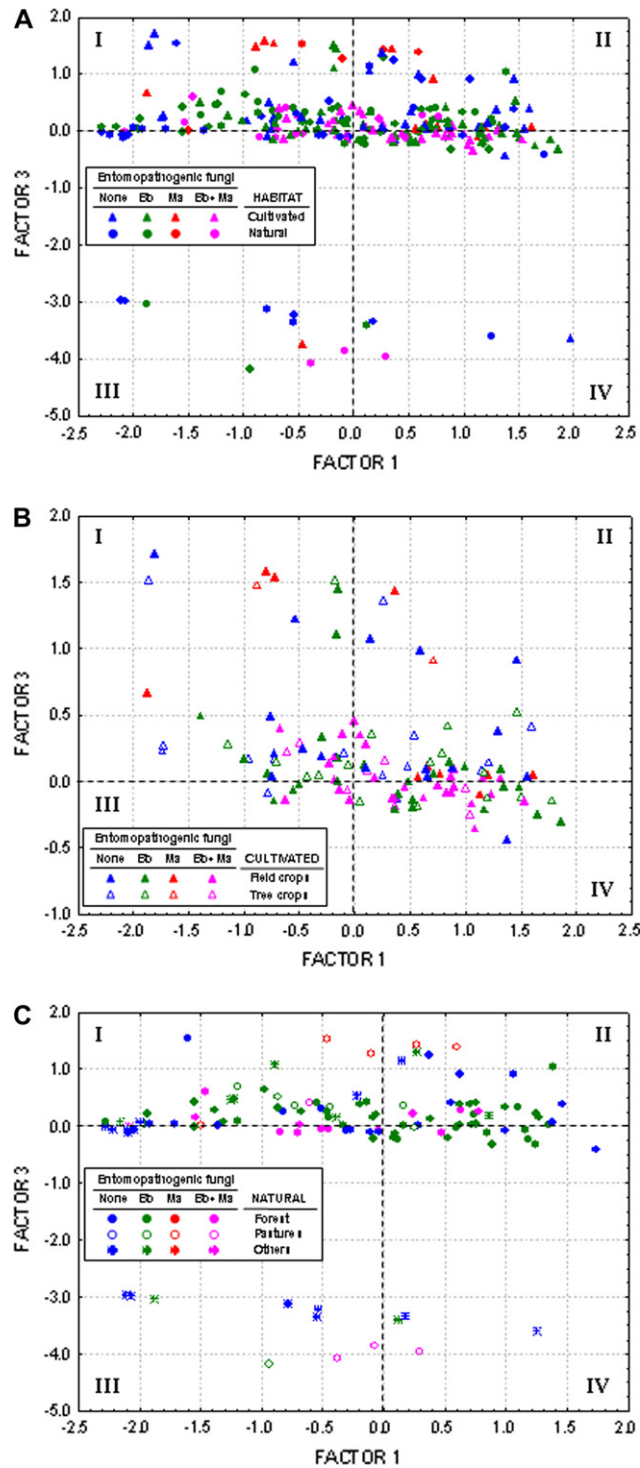 A
I
II
2.0
1.0
0.0
-1.0
-2.0
-3.0
-4.0
-5.0
FACTOR 3
Entomopathogenic fungi
None Bb Ma Bb+Ma HABITAT
Cultivated
Natural
III
IV
-2.5 -2.0 -1.5 -1.0 -0.5 0.0 0.5 1.0 1.5 2.0 2.5
FACTOR 1
B
I
II
2.0
1.5
1.0
0.5
0.0
-0.5
-1.0
FACTOR 3
III
Entomopathogenic fungi
None Bb Ma Bb+Ma CULTIVATED
Field crops
Tree crops
IV
-2.5 -2.0 -1.5 -1.0 -0.5 0.0 0.5 1.0 1.5 2.0 2.5
FACTOR 1
C
I
II
2.0
1.0
0.0
-1.0
-2.0
-3.0
-4.0
-5.0
FACTOR 3
Entomopathogenic fungi
None Bb Ma Bb+Ma NATURAL
Forest
Pastures
Others
III
IV
-2.5 -2.0 -1.5 -1.0 -0.5 0.0 0.5 1.0 1.5 2.0
FACTOR 1